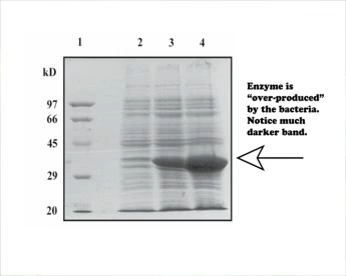 1 2 3 4
kD
97
66
45
29
20
Enzyme is
"over-produced"
by the bacteria.
Notice much
darker band.